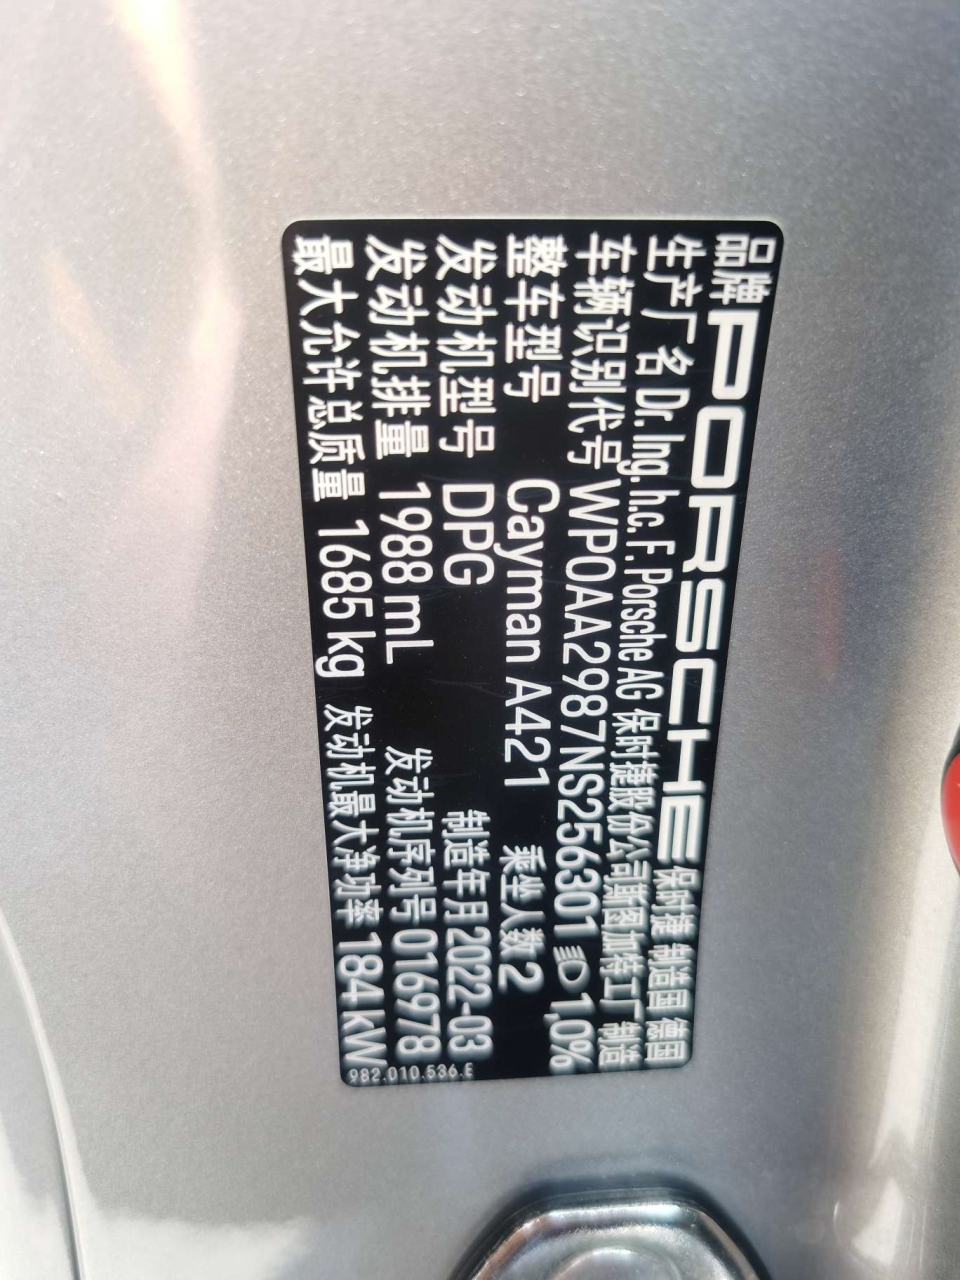 品牌 PORSCHE 保时捷 制造国 德国
生产厂名 Dr. Ing. h.c. F. Porsche AG 保时捷股份公司斯图加特工厂 制造
车辆识别代号 WP0AA2987NS256301 1,0%
整车型号 Cayman A421 乘坐人数 2
发动机型号 DPG 制造年月 2022-03
发动机排量 1988 mL 发动机序列号 016978
最大允许总质量 1685 kg 发动机最大净功率 184 kW
982.010.536.E